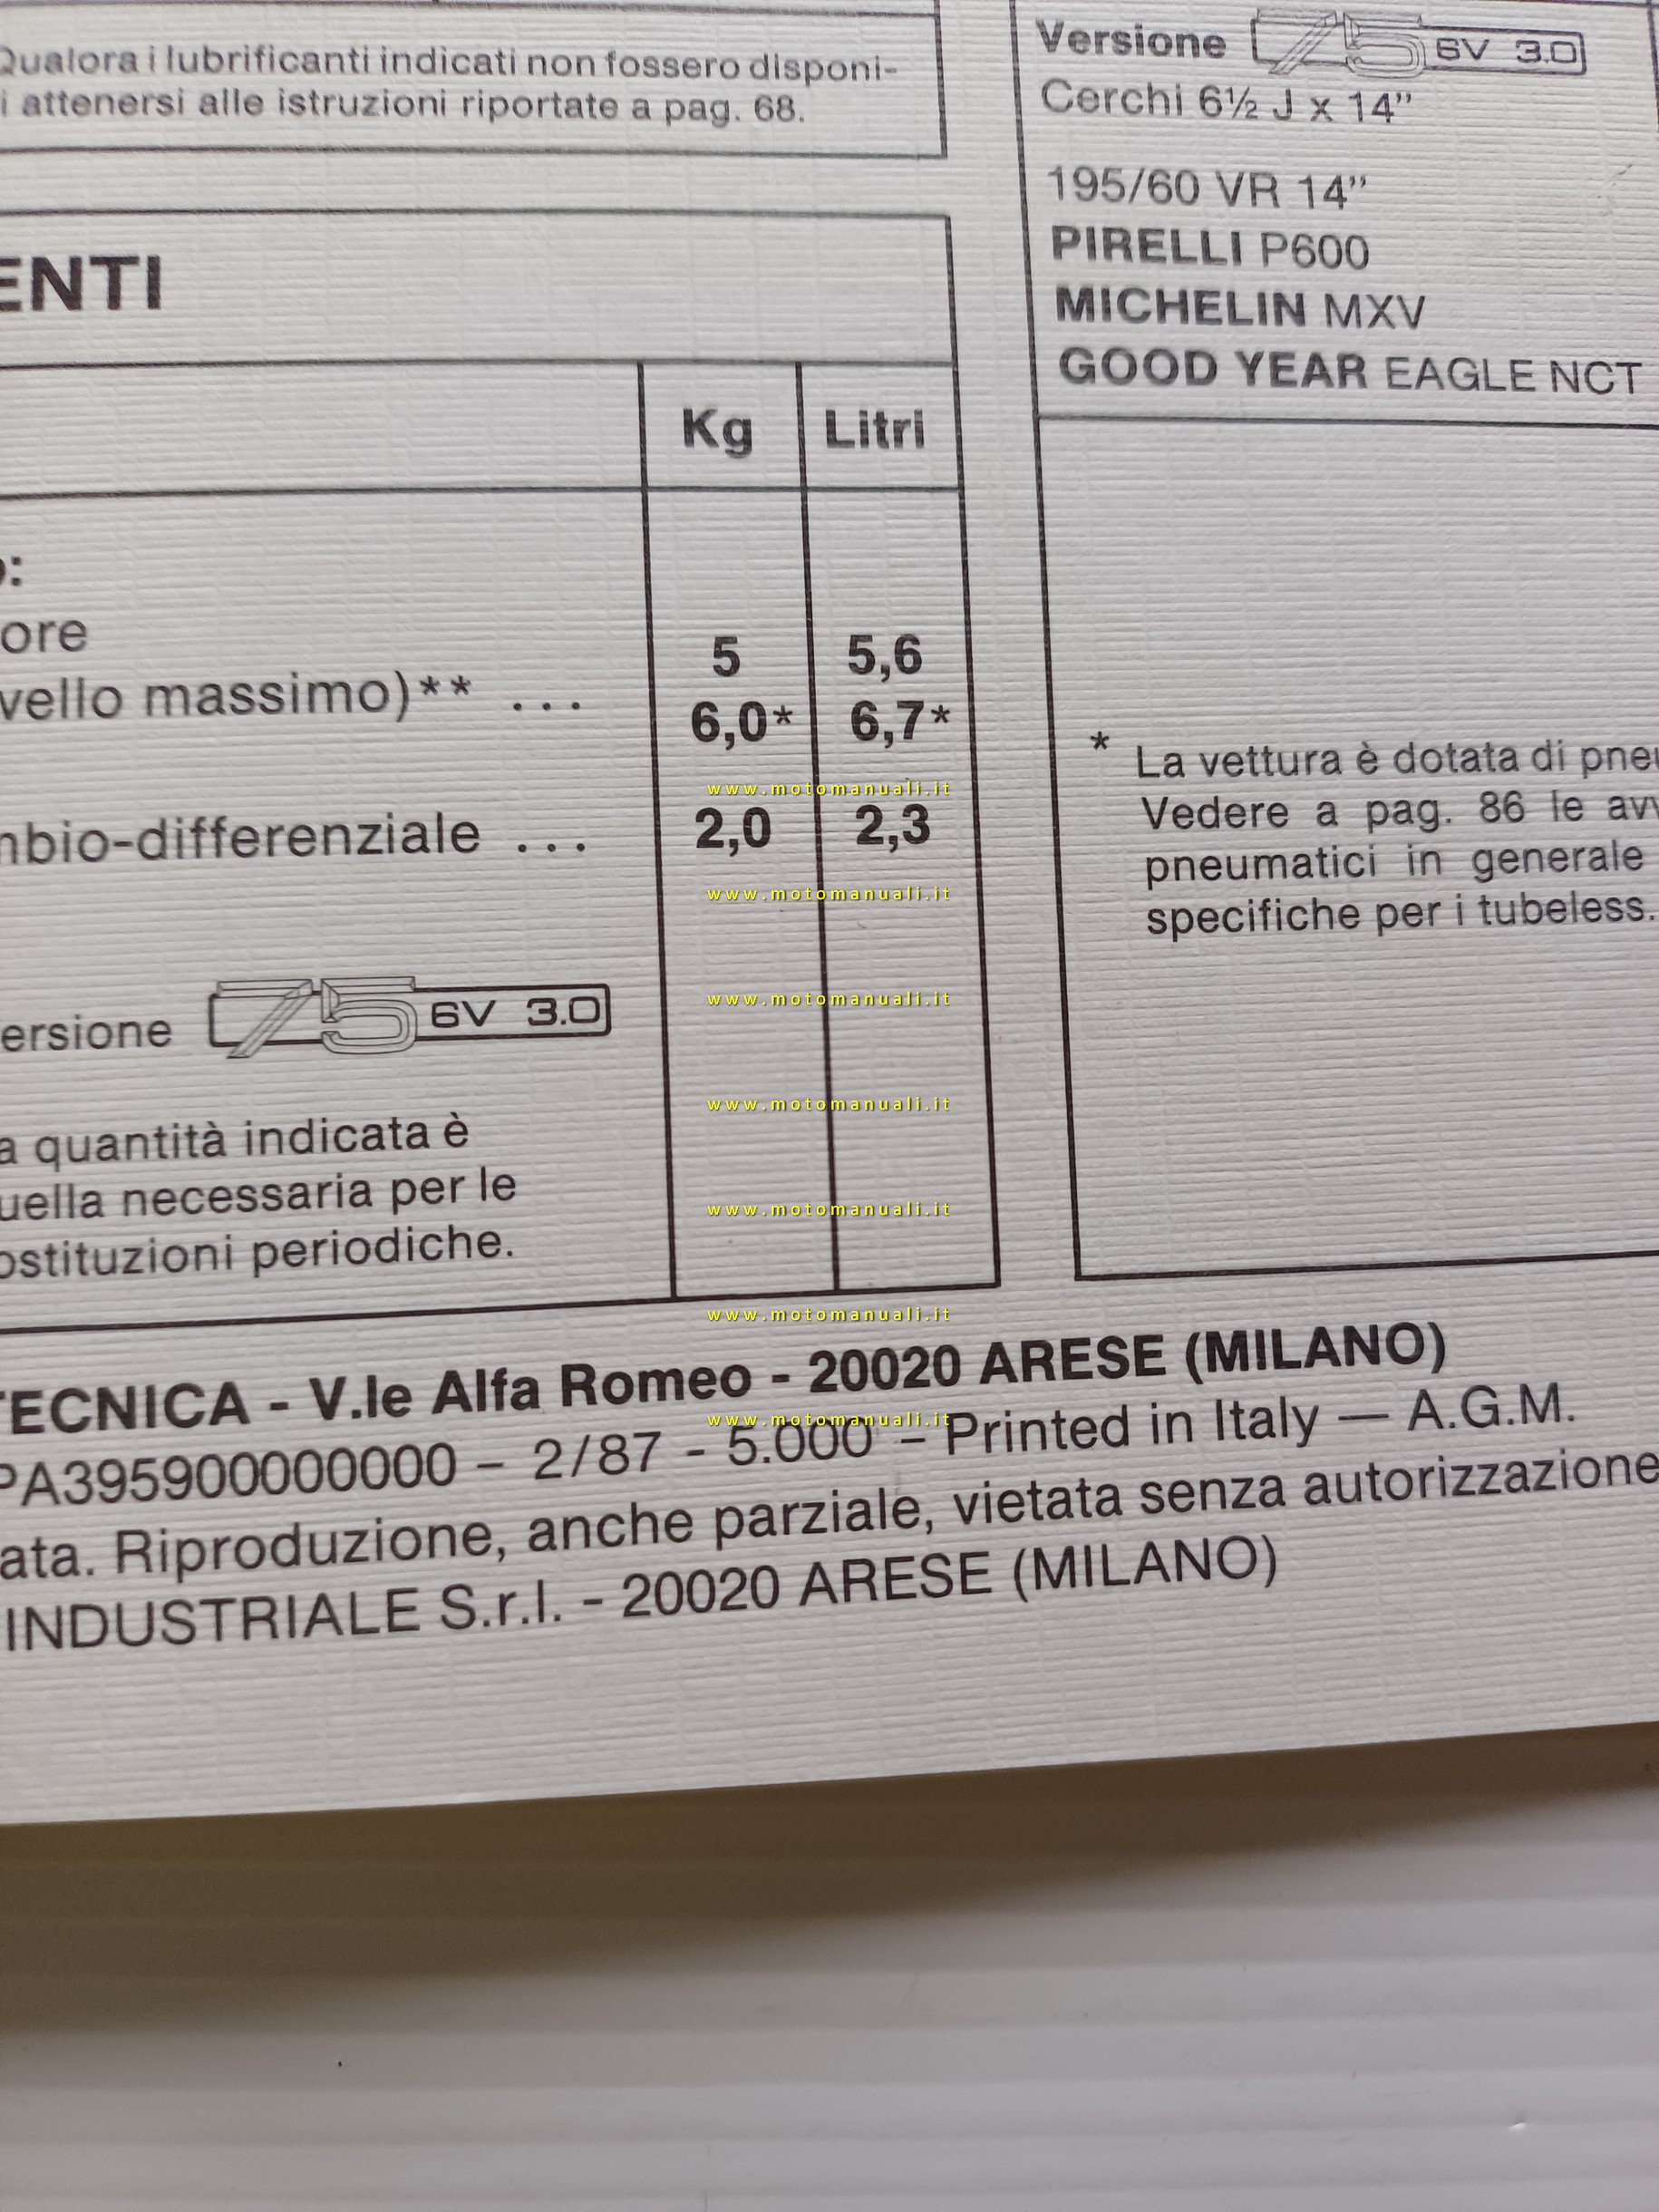 Qualora i lubrificanti indicati non fossero disponi-
i attenersi alle istruzioni riportate a pag. 68.
ENTI
Kg Litri
o:
ore 5 5,6
vello massimo)** ... 6,0* 6,7*
mbio-differenziale ... 2,0 2,3
ersione 75 6V 3.0
a quantità indicata è
uella necessaria per le
ostituzioni periodiche.
Versione 75 6V 3.0
Cerchi 6½ J x 14”
195/60 VR 14”
PIRELLI P600
MICHELIN MXV
GOOD YEAR EAGLE NCT
* La vettura è dotata di pneu
Vedere a pag. 86 le avv
pneumatici in generale
specifiche per i tubeless.
TECNICA - V.le Alfa Romeo - 20020 ARESE (MILANO)
PA395900000000 – 2/87 - 5.000 – Printed in Italy — A.G.M.
ata. Riproduzione, anche parziale, vietata senza autorizzazione
INDUSTRIALE S.r.l. - 20020 ARESE (MILANO)
www.motomanuali.it
www.motomanuali.it
www.motomanuali.it
www.motomanuali.it
www.motomanuali.it
www.motomanuali.it
www.motomanuali.it